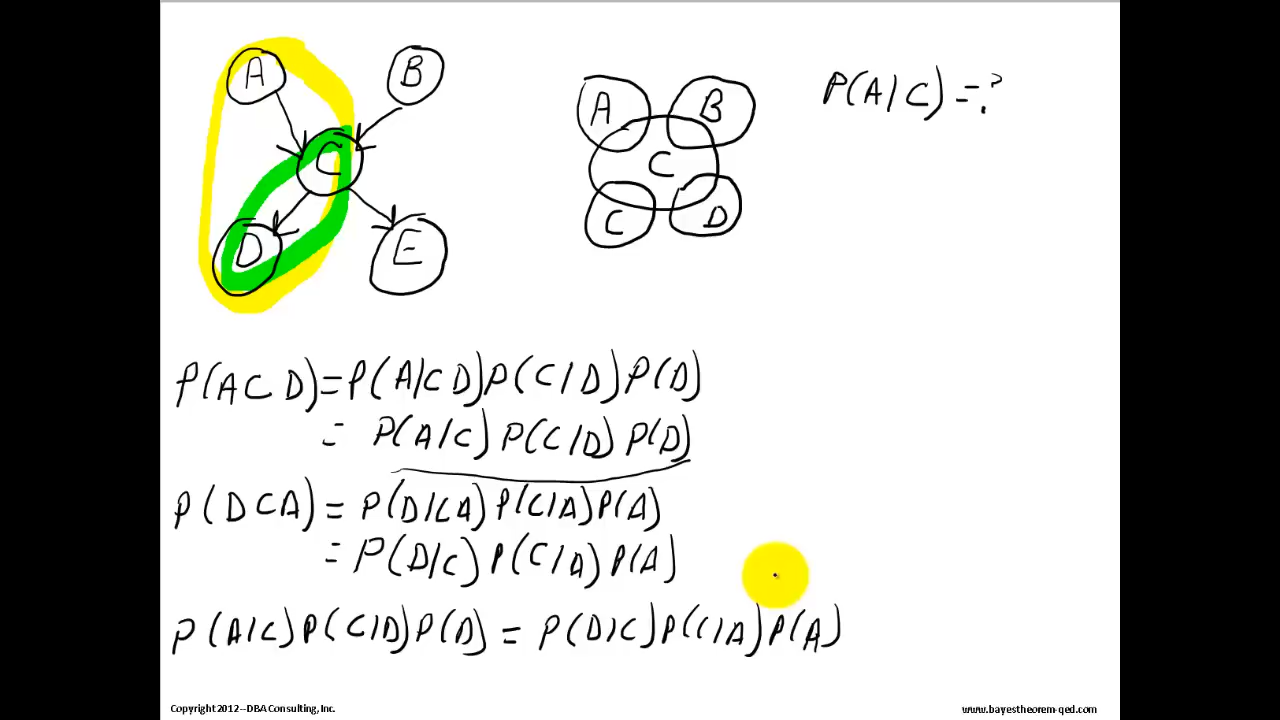 A
B
C
D
E
A
B
C
C
D
P(A/C) = ?
P(ACD) = P(A/CD) P(C/D) P(D)
= P(A/C) P(C/D) P(D)
P(DCA) = P(D/CA) P(C/A) P(A)
= P(D/C) P(C/A) P(A)
P(A/C) P(C/D) P(D) = P(D/C) P(C/A) P(A)
Copyright 2012--DBA Consulting, Inc.
www.bayestheorem-qed.com